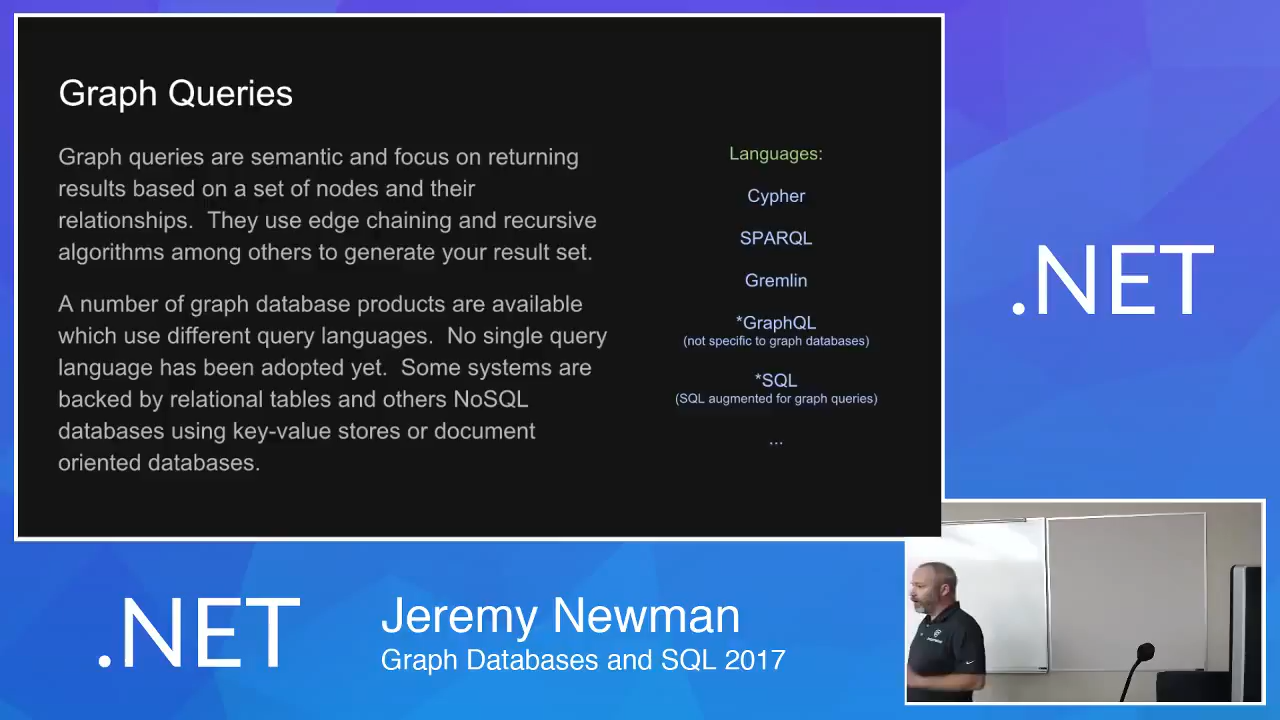 Graph Queries
Graph queries are semantic and focus on returning
results based on a set of nodes and their
relationships.  They use edge chaining and recursive
algorithms among others to generate your result set.
A number of graph database products are available
which use different query languages.  No single query
language has been adopted yet.  Some systems are
backed by relational tables and others NoSQL
databases using key-value stores or document
oriented databases.
Languages:
Cypher
SPARQL
Gremlin
*GraphQL
(not specific to graph databases)
*SQL
(SQL augmented for graph queries)
...
.NET
.NET
Jeremy Newman
Graph Databases and SQL 2017